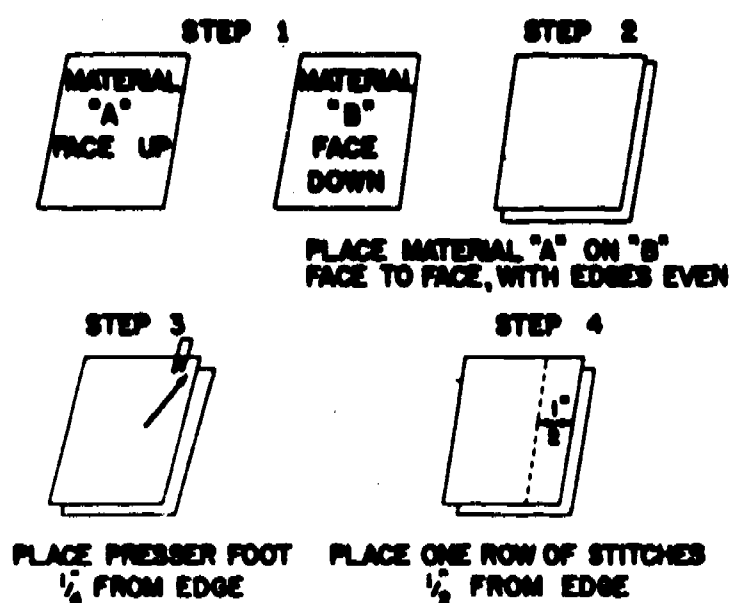 STEP 1
MATERIAL
"A"
FACE UP
MATERIAL
"B"
FACE
DOWN
STEP 2
PLACE MATERIAL "A" ON "B"
FACE TO FACE, WITH EDGES EVEN
STEP 3
PLACE PRESSER FOOT
1/4" FROM EDGE
STEP 4
1"
2
PLACE ONE ROW OF STITCHES
1/2" FROM EDGE